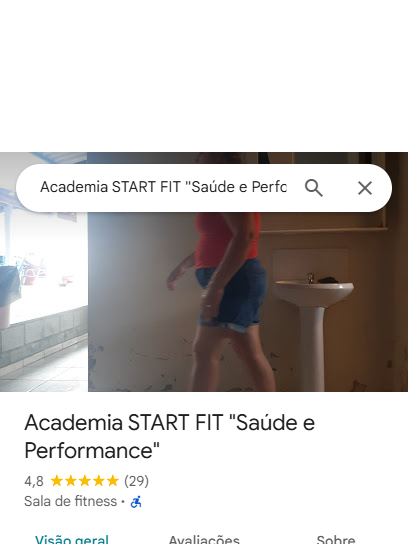 Academia START FIT "Saúde e Perfo
Academia START FIT "Saúde e
Performance"
4,8 ★★★★★ (29)
Sala de fitness ·
Visão geral Avaliações Sobre